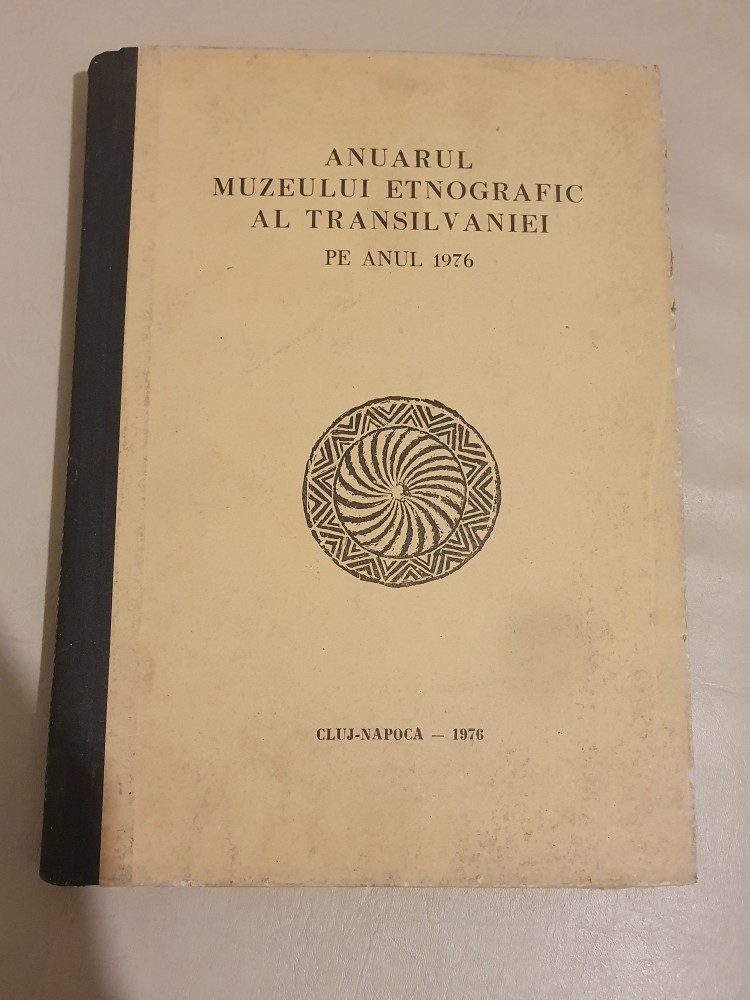 ANUARUL
MUZEULUI ETNOGRAFIC
AL TRANSILVANIEI
PE ANUL 1976
CLUJ-NAPOCA — 1976